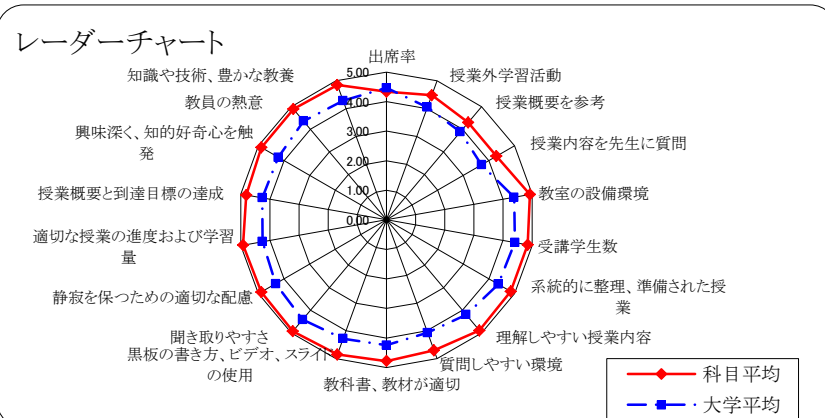 レーダーチャート
出席率
授業外学習活動
授業概要を参考
授業内容を先生に質問
教室の設備環境
受講学生数
系統的に整理、準備された授
業
理解しやすい授業内容
質問しやすい環境
教科書、教材が適切
黒板の書き方、ビデオ、スライド
の使用
聞き取りやすさ
静寂を保つための適切な配慮
適切な授業の進度および学習
量
授業概要と到達目標の達成
興味深く、知的好奇心を触
発
教員の熱意
知識や技術、豊かな教養
5.00
4.00
3.00
2.00
1.00
0.00
科目平均
大学平均